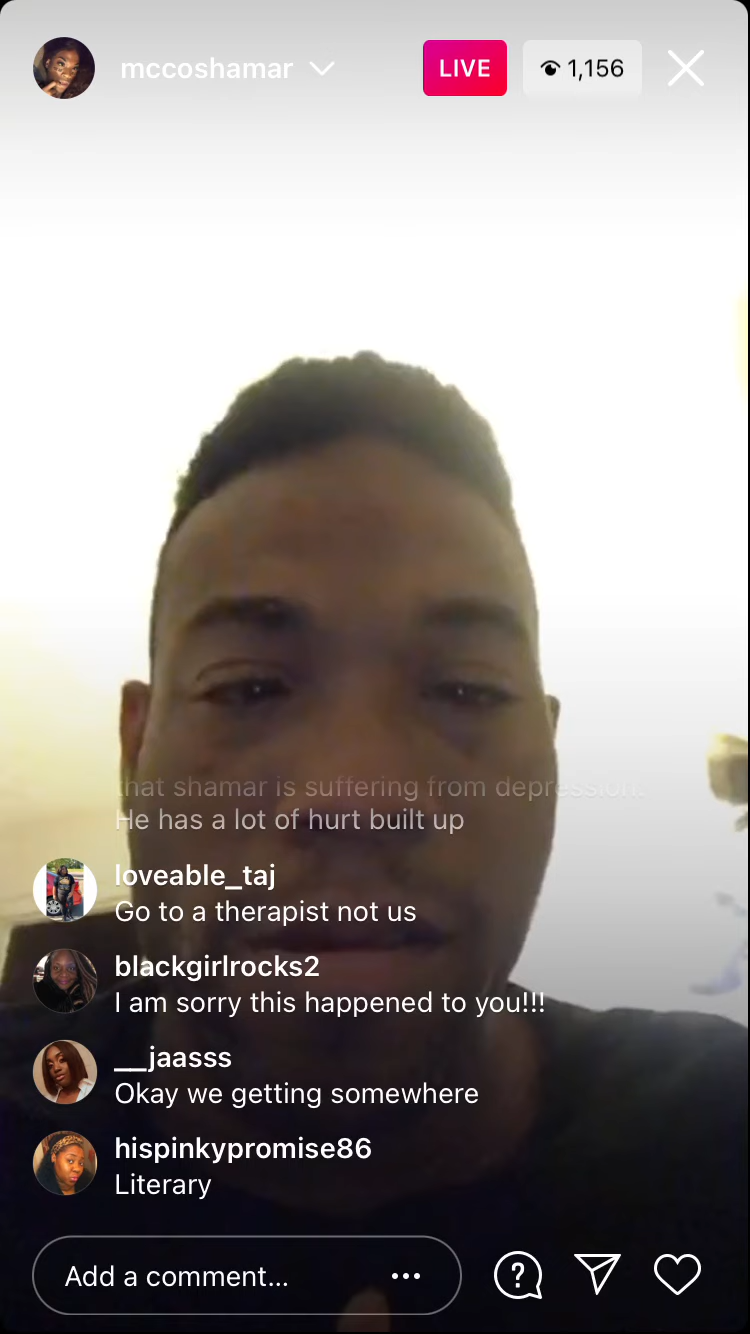 mccoshamar
LIVE
1,156
that shamar is suffering from depression.
He has a lot of hurt built up
loveable_taj
Go to a therapist not us
blackgirlrocks2
I am sorry this happened to you!!!
__jaasss
Okay we getting somewhere
hispinkypromise86
Literary
Add a comment...